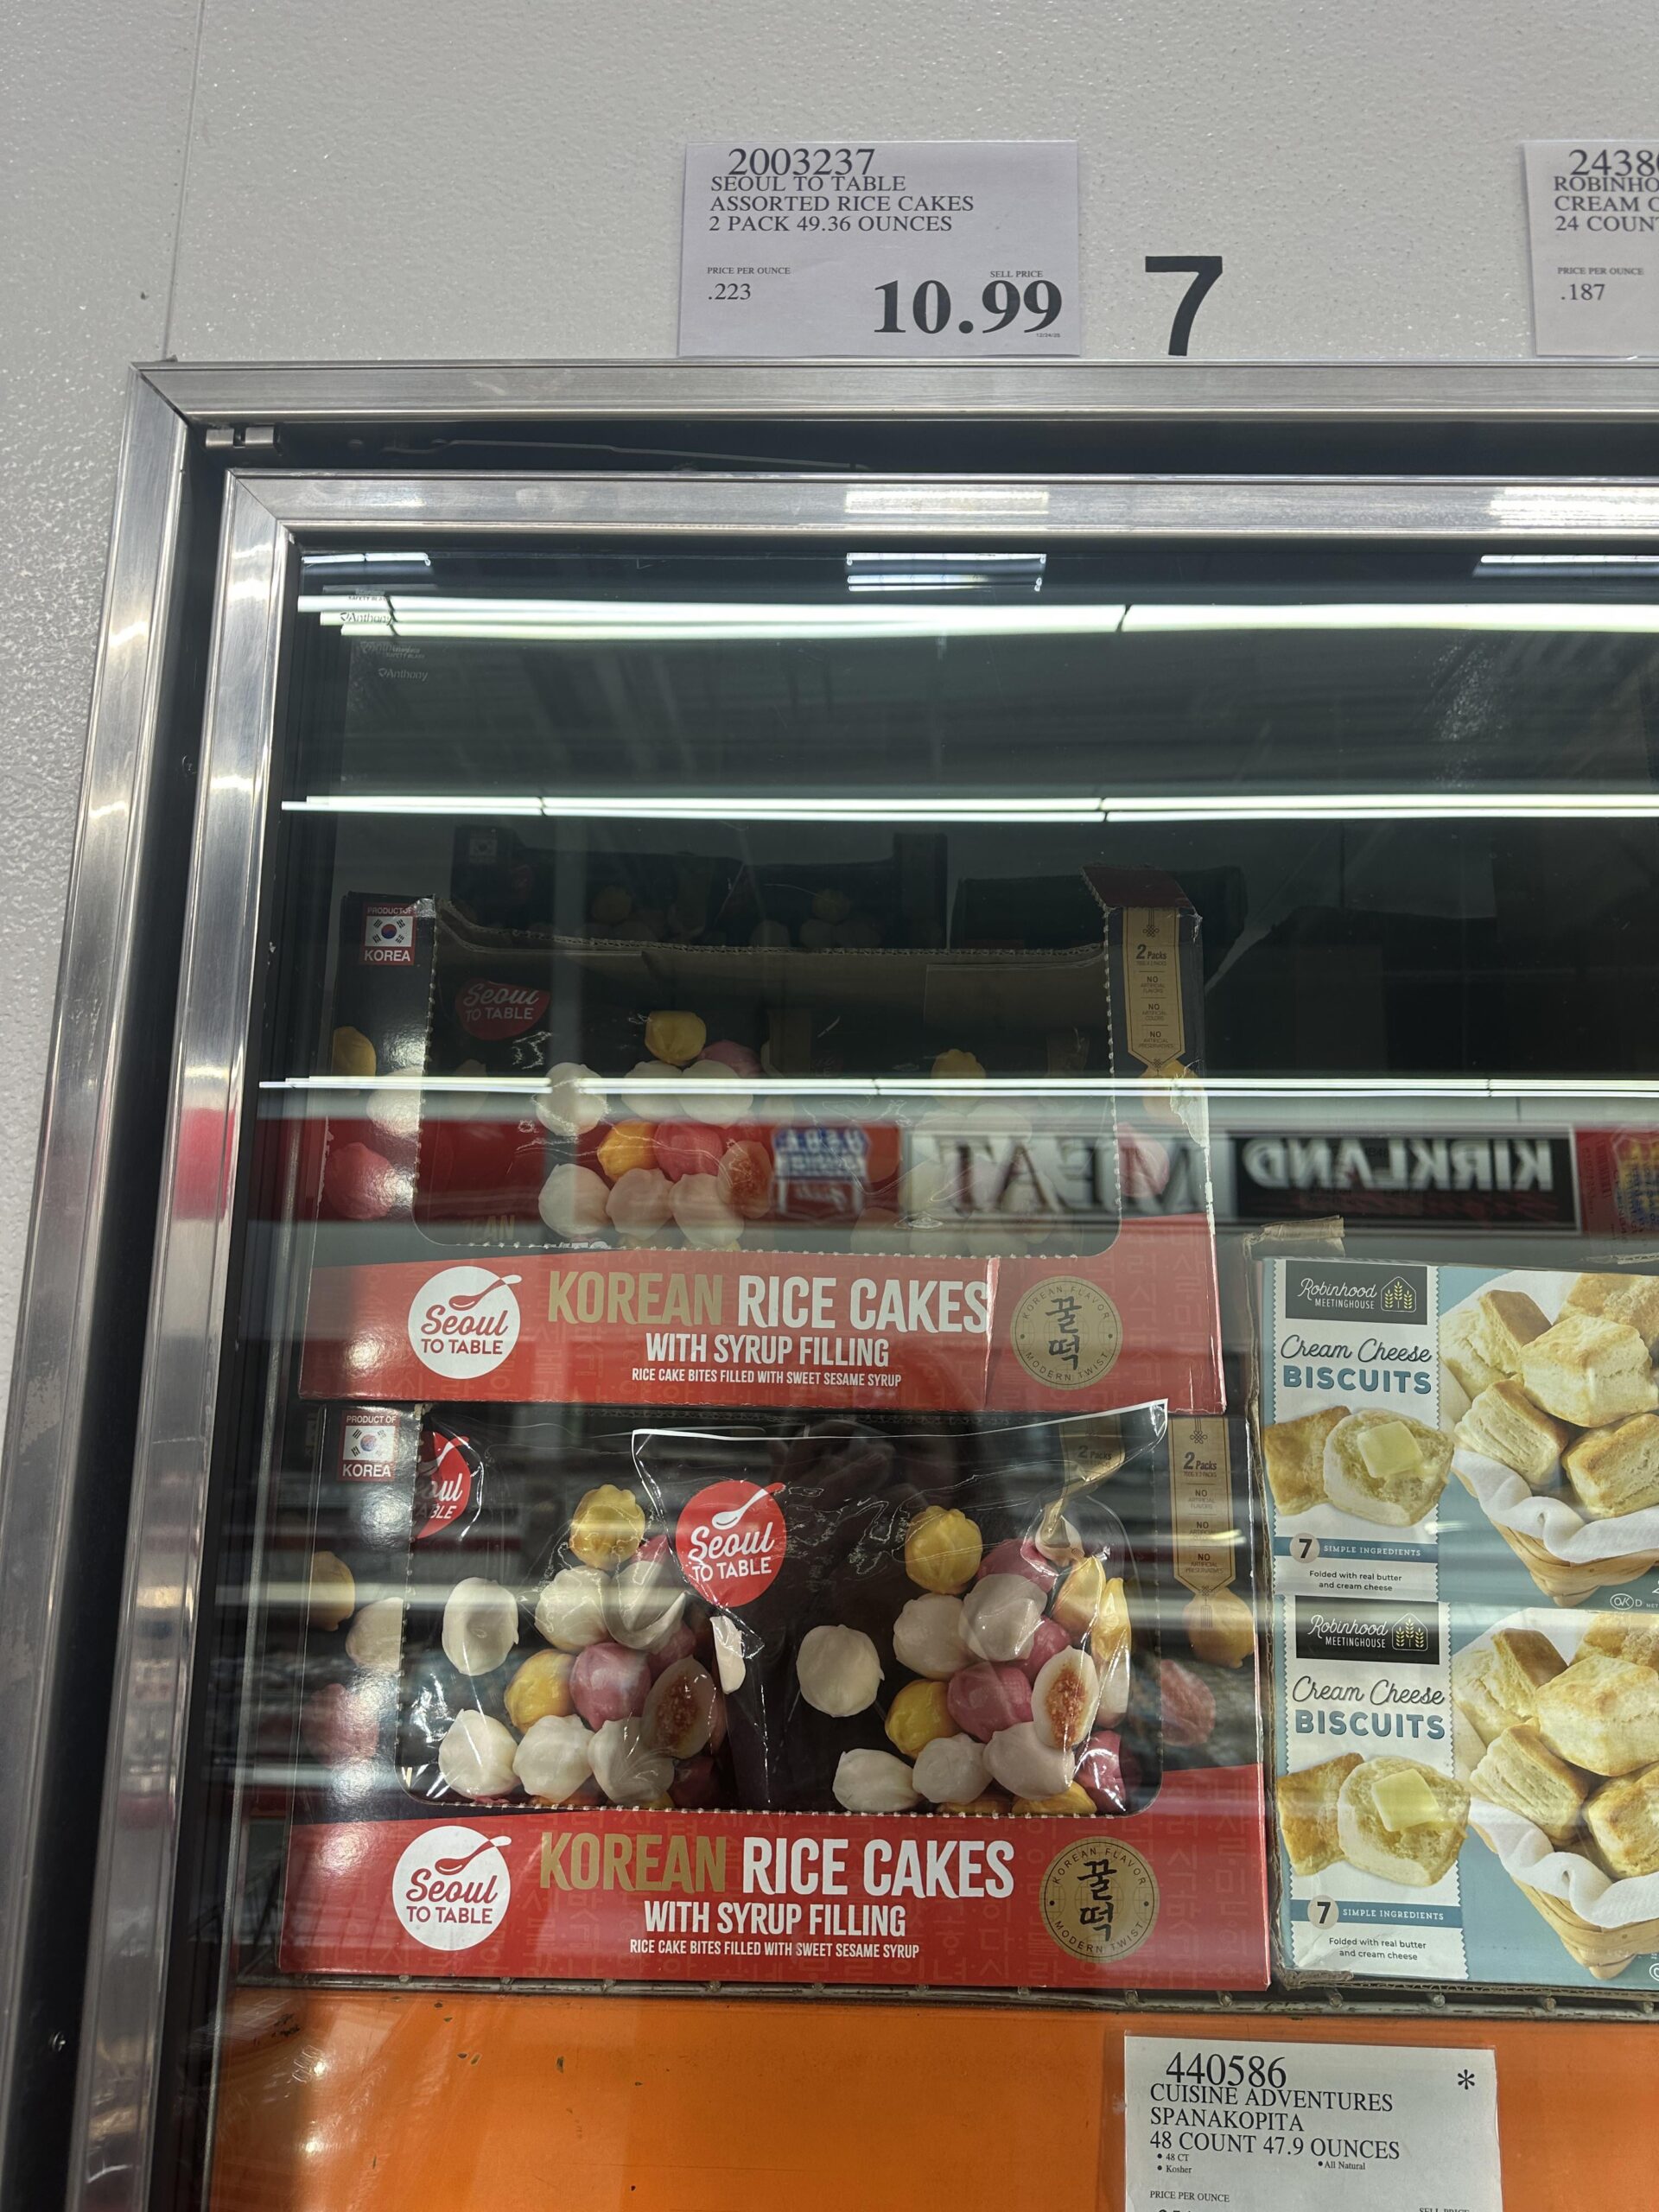 2003237
SEOUL TO TABLE
ASSORTED RICE CAKES
2 PACK 49.36 OUNCES
PRICE PER OUNCE
.223
SELL PRICE
10.99
7
2438
ROBINHO
CREAM C
24 COUN
PRICE PER OUNCE
.187
Anthony
Anthony
PRODUCT OF
KOREA
Seoul
TO TABLE
2 Packs
NO
NO
NO
MEAT
KIRKLAND
Seoul
TO TABLE
KOREAN RICE CAKES
WITH SYRUP FILLING
RICE CAKE BITES FILLED WITH SWEET SESAME SYRUP
KOREAN FLAVOR
꿀떡
MODERN TWIST
PRODUCT OF
KOREA
Seoul
TO TABLE
2 Packs
2 Packs
NO
NO
NO
Seoul
TO TABLE
KOREAN RICE CAKES
WITH SYRUP FILLING
RICE CAKE BITES FILLED WITH SWEET SESAME SYRUP
KOREAN FLAVOR
꿀떡
MODERN TWIST
Robinhood
MEETINGHOUSE
Cream Cheese
BISCUITS
7 SIMPLE INGREDIENTS
Folded with real butter
and cream cheese
Robinhood
MEETINGHOUSE
Cream Cheese
BISCUITS
7 SIMPLE INGREDIENTS
Folded with real butter
and cream cheese
440586 *
CUISINE ADVENTURES
SPANAKOPITA
48 COUNT 47.9 OUNCES
• 48 CT
• All Natural
• Kosher
PRICE PER OUNCE